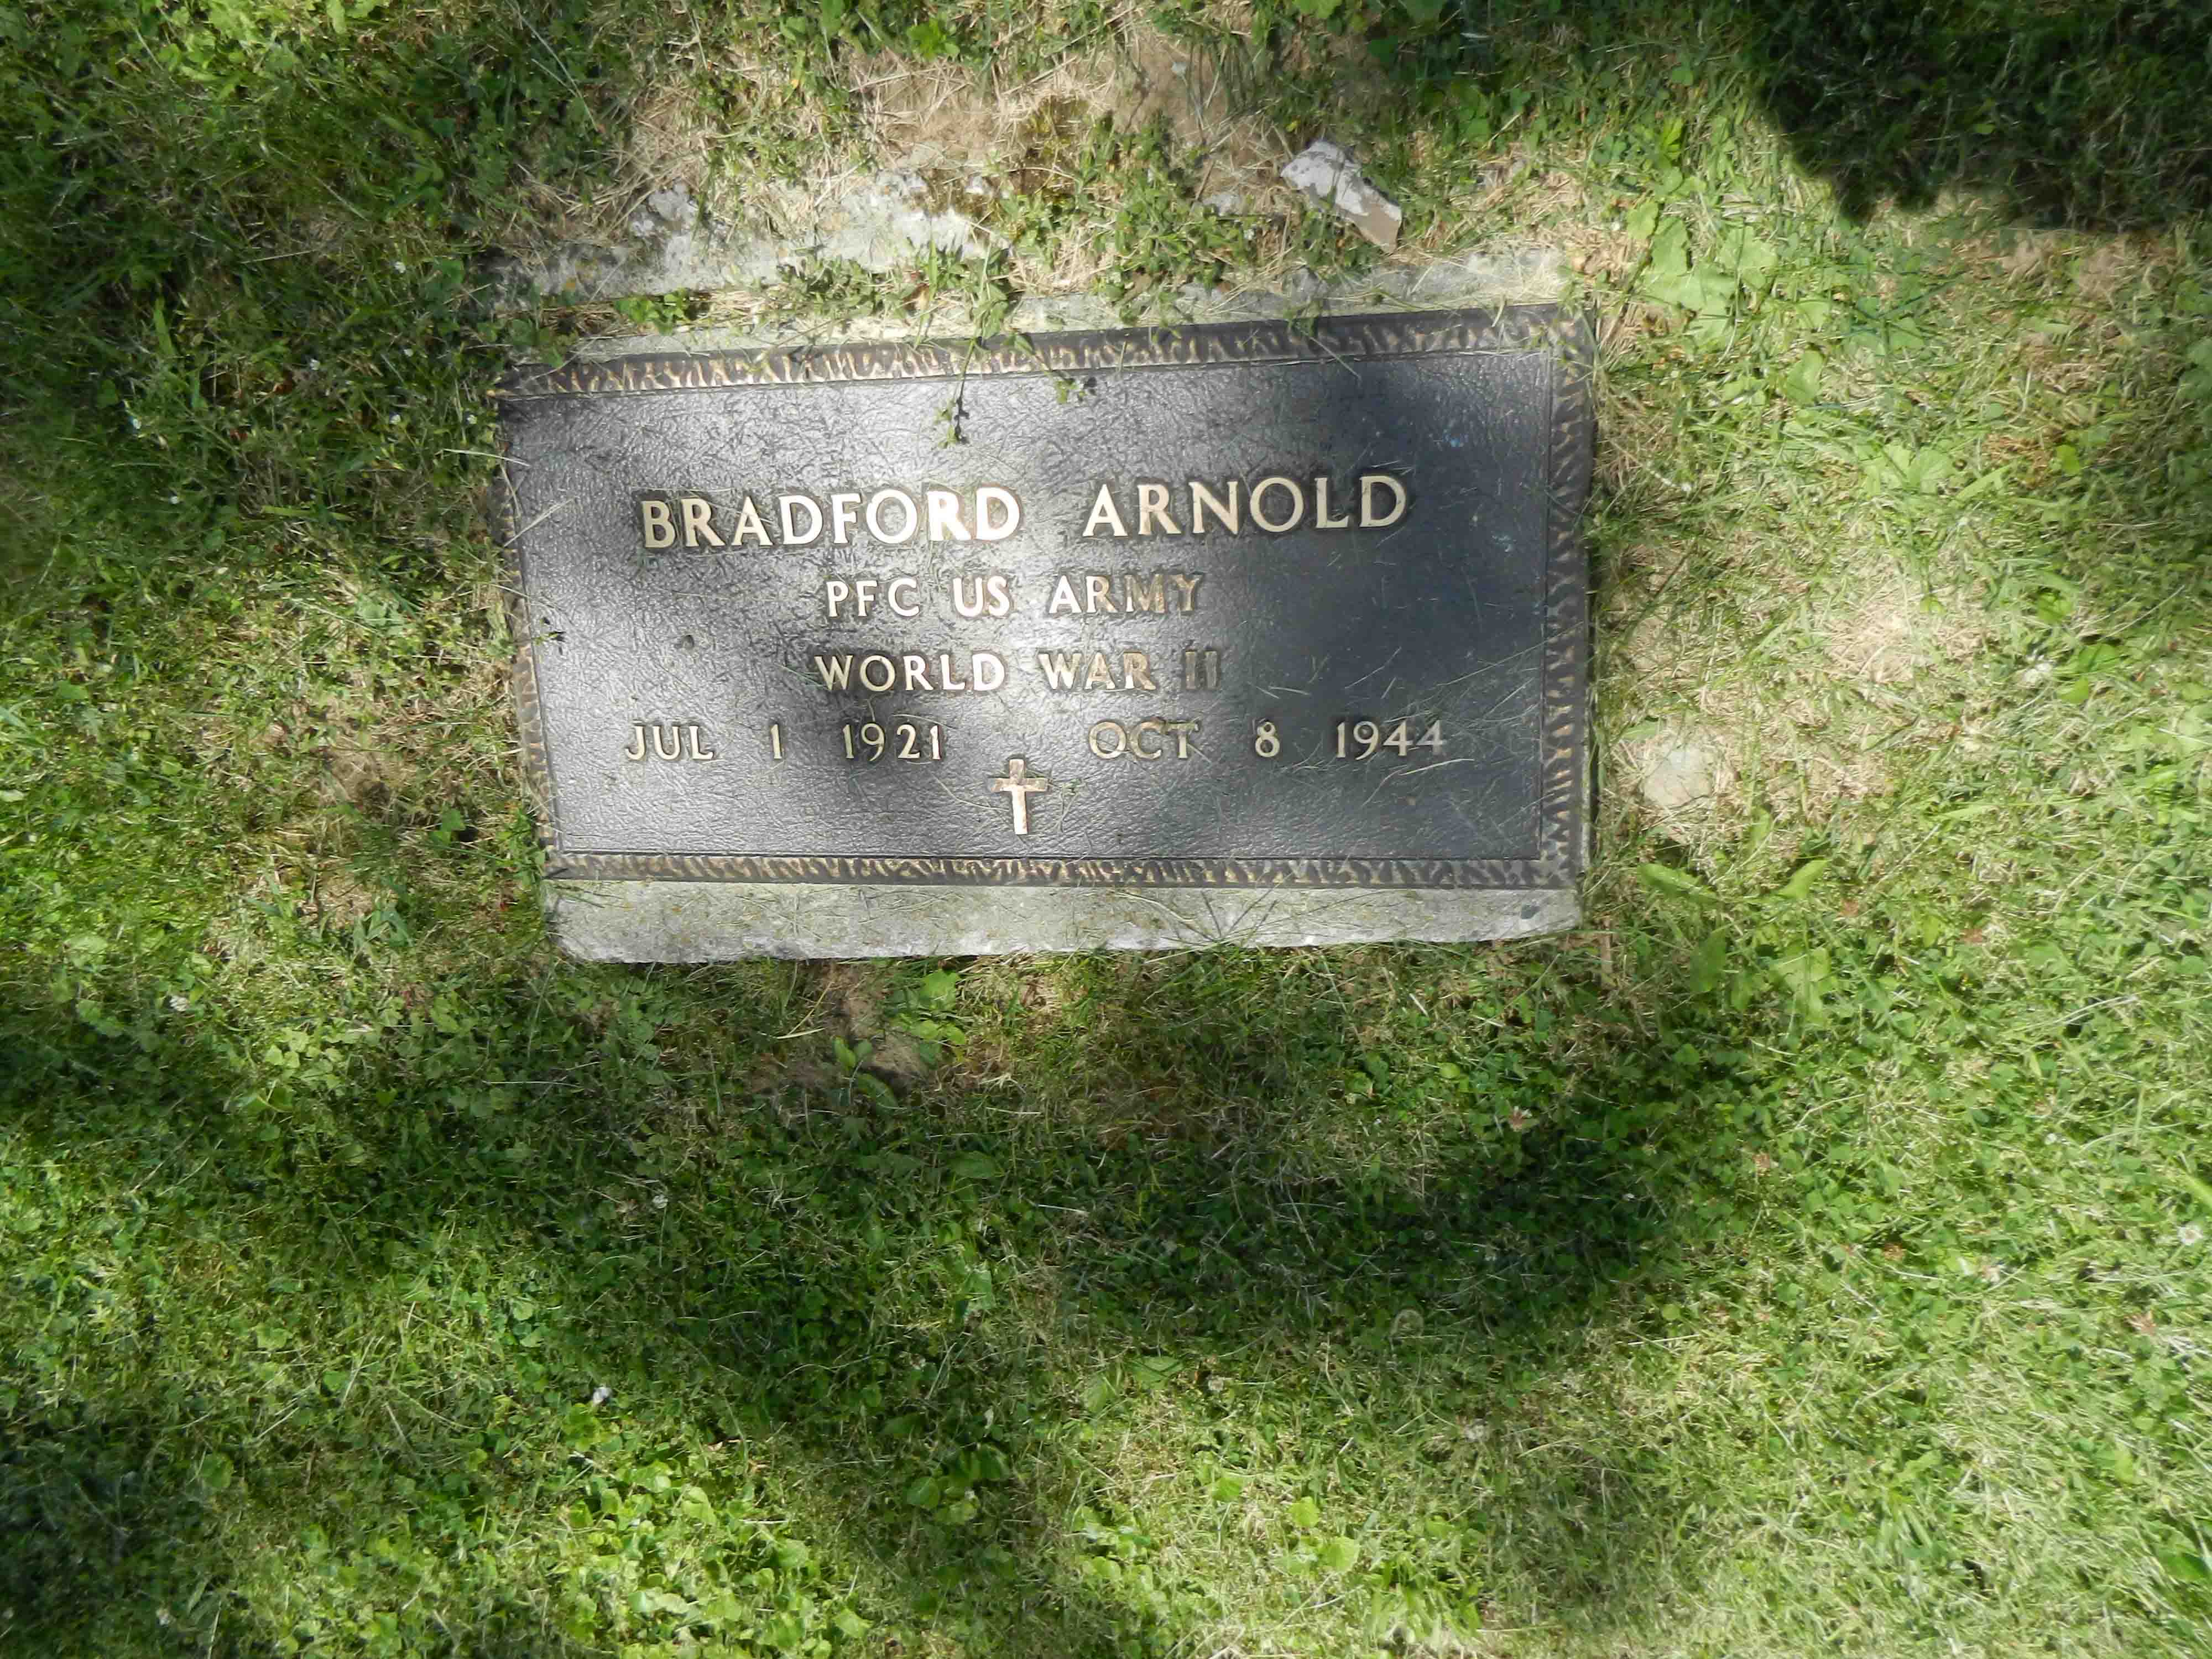 BRADFORD ARNOLD
PFC US ARMY
WORLD WAR II
JUL 1 1921 OCT 8 1944